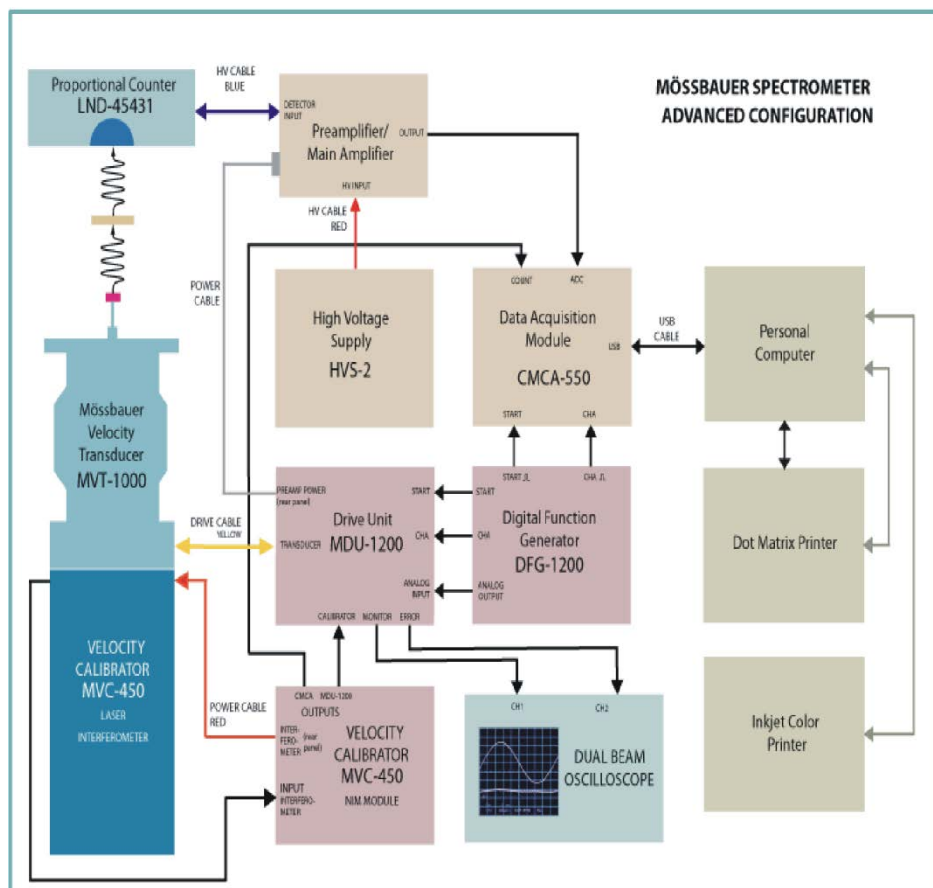 MÖSSBAUER SPECTROMETER
ADVANCED CONFIGURATION
Proportional Counter
LND-45431
HV CABLE
BLUE
DETECTOR
INPUT
Preamplifier/
Main Amplifier
OUTPUT
HV INPUT
HV CABLE
RED
POWER
CABLE
High Voltage
Supply
HVS-2
COUNT
ADC
Data Acquisition
Module
CMCA-550
USB
START
CHA
USB
CABLE
Personal
Computer
Dot Matrix Printer
Inkjet Color
Printer
Mössbauer
Velocity
Transducer
MVT-1000
DRIVE CABLE
YELLOW
PREAMP POWER
(rear panel)
START
Drive Unit
MDU-1200
TRANSDUCER
CHA
ANALOG
INPUT
CALIBRATOR
MONITOR
ERROR
START
CHA
START
CHA
Digital Function
Generator
DFG-1200
ANALOG
OUTPUT
VELOCITY
CALIBRATOR
MVC-450
LASER
INTERFEROMETER
POWER CABLE
RED
CMCA
MDU-1200
OUTPUTS
INTER-
FERO-
METER
(rear
panel)
VELOCITY
CALIBRATOR
MVC-450
NIM MODULE
INPUT
INTERFERO-
METER
CH1
CH2
DUAL BEAM
OSCILLOSCOPE